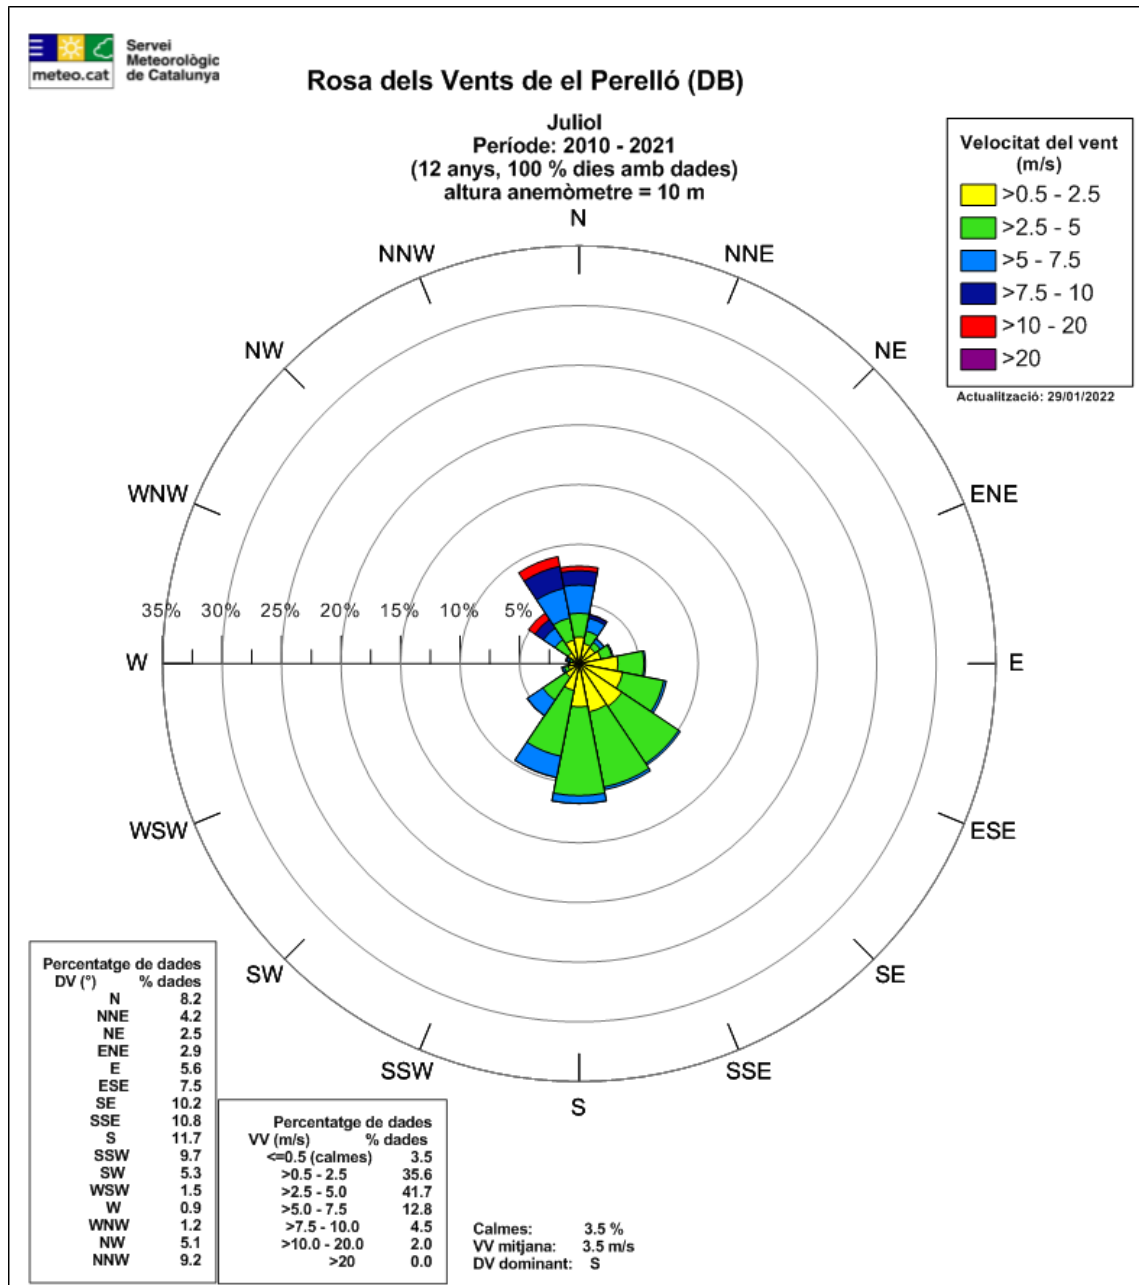 meteo.cat
Servei
Meteorològic
de Catalunya
Rosa dels Vents de el Perelló (DB)
Juliol
Període: 2010 - 2021
(12 anys, 100 % dies amb dades)
altura anemòmetre = 10 m
Velocitat del vent
(m/s)
>0.5 - 2.5
>2.5 - 5
>5 - 7.5
>7.5 - 10
>10 - 20
>20
Actualització: 29/01/2022
N
NNW
NNE
NW
NE
WNW
ENE
35% 30% 25% 20% 15% 10% 5%
W
E
WSW
ESE
SW
SE
SSW
SSE
S
Percentatge de dades
DV (°) % dades
N 8.2
NNE 4.2
NE 2.5
ENE 2.9
E 5.6
ESE 7.5
SE 10.2
SSE 10.8
S 11.7
SSW 9.7
SW 5.3
WSW 1.5
W 0.9
WNW 1.2
NW 5.1
NNW 9.2
Percentatge de dades
VV (m/s) % dades
<=0.5 (calmes) 3.5
>0.5 - 2.5 35.6
>2.5 - 5.0 41.7
>5.0 - 7.5 12.8
>7.5 - 10.0 4.5
>10.0 - 20.0 2.0
>20 0.0
Calmes: 3.5 %
VV mitjana: 3.5 m/s
DV dominant: S